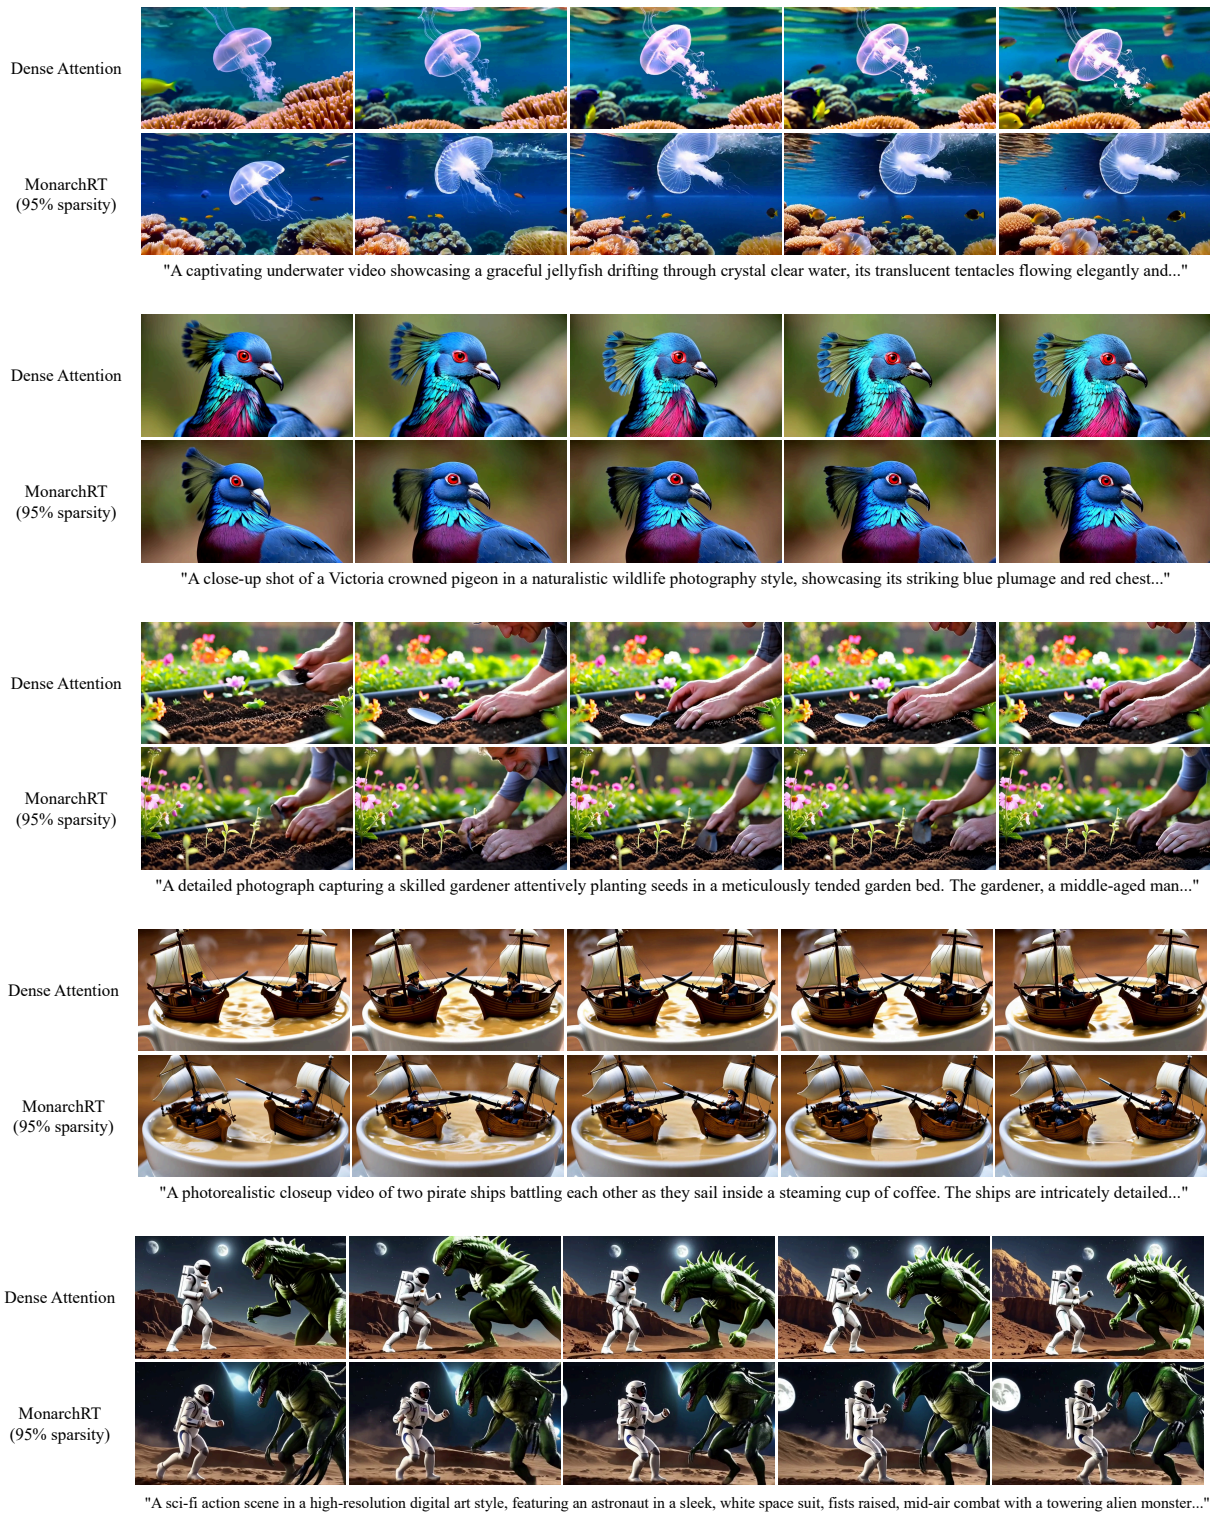 Dense Attention
MonarchRT
(95% sparsity)
"A captivating underwater video showcasing a graceful jellyfish drifting through crystal clear water, its translucent tentacles flowing elegantly and..."
Dense Attention
MonarchRT
(95% sparsity)
"A close-up shot of a Victoria crowned pigeon in a naturalistic wildlife photography style, showcasing its striking blue plumage and red chest..."
Dense Attention
MonarchRT
(95% sparsity)
"A detailed photograph capturing a skilled gardener attentively planting seeds in a meticulously tended garden bed. The gardener, a middle-aged man..."
Dense Attention
MonarchRT
(95% sparsity)
"A photorealistic closeup video of two pirate ships battling each other as they sail inside a steaming cup of coffee. The ships are intricately detailed..."
Dense Attention
MonarchRT
(95% sparsity)
"A sci-fi action scene in a high-resolution digital art style, featuring an astronaut in a sleek, white space suit, fists raised, mid-air combat with a towering alien monster..."